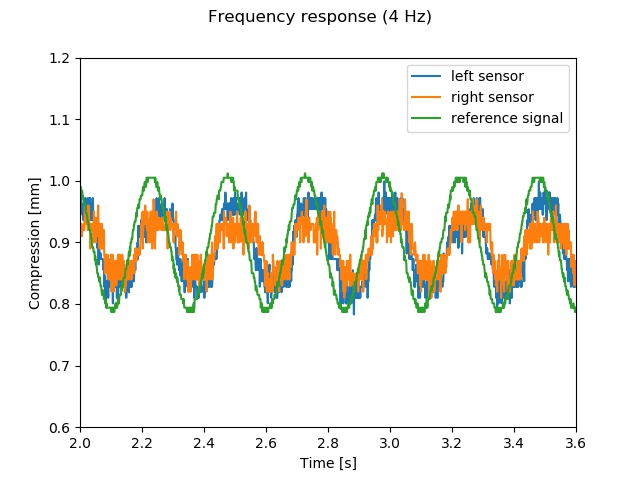 Frequency response (4 Hz)
left sensor
right sensor
reference signal
Compression [mm]
1.2
1.1
1.0
0.9
0.8
0.7
0.6
2.0 2.2 2.4 2.6 2.8 3.0 3.2 3.4 3.6
Time [s]